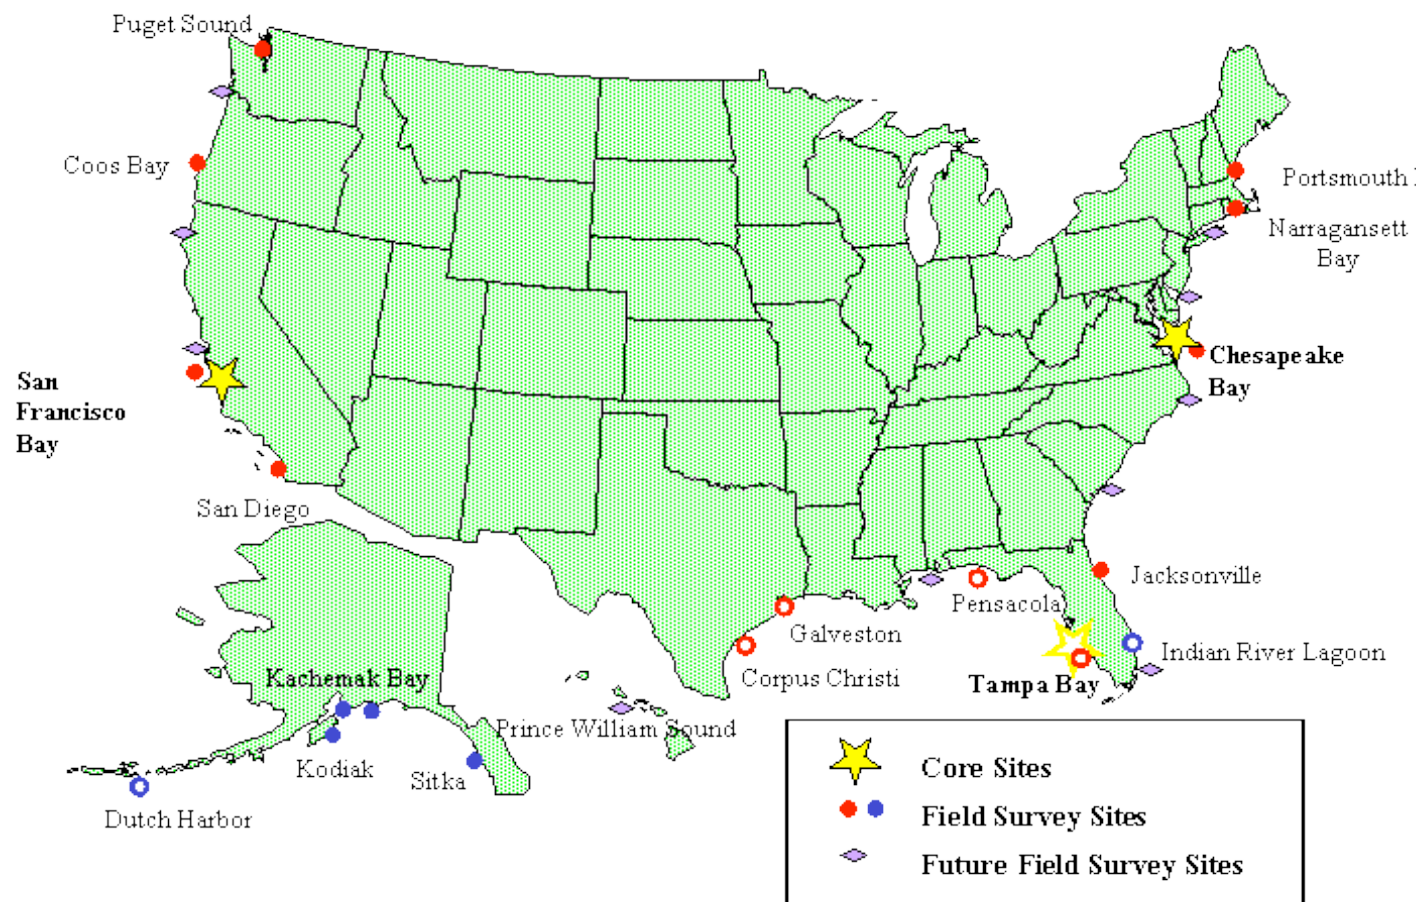 Puget Sound
Coos Bay
Portsmouth
Narragansett
Bay
San
Francisco
Bay
Chesapeake
Bay
San Diego
Jacksonville
Pensacola
Galveston
Indian River Lagoon
Corpus Christi
Tampa Bay
Kachemak Bay
Prince William Sound
Kodiak
Sitka
Dutch Harbor
Core Sites
Field Survey Sites
Future Field Survey Sites